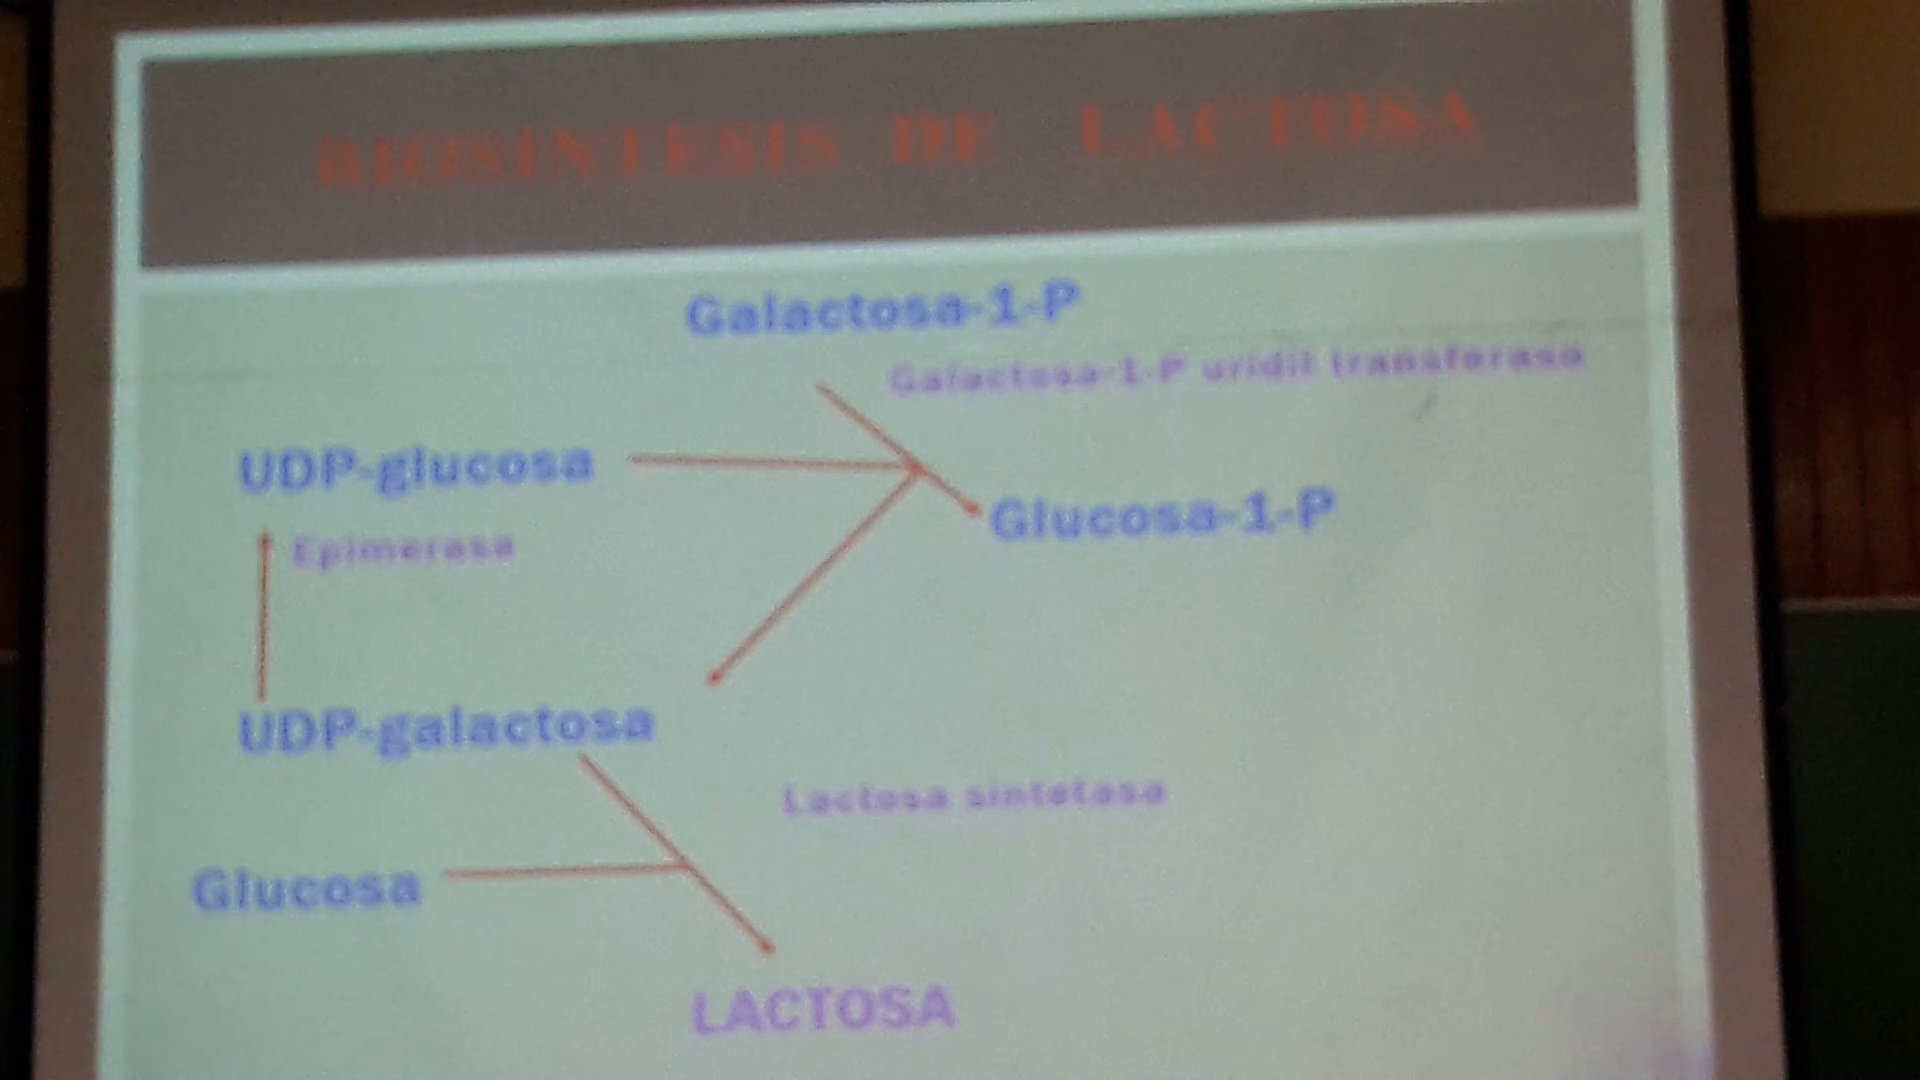 BIOSINTESIS DE LACTOSA
Galactosa-1-P
Galactosa-1-P uridil transferasa
UDP-glucosa
Glucosa-1-P
Epimerasa
UDP-galactosa
Lactosa sintetasa
Glucosa
LACTOSA